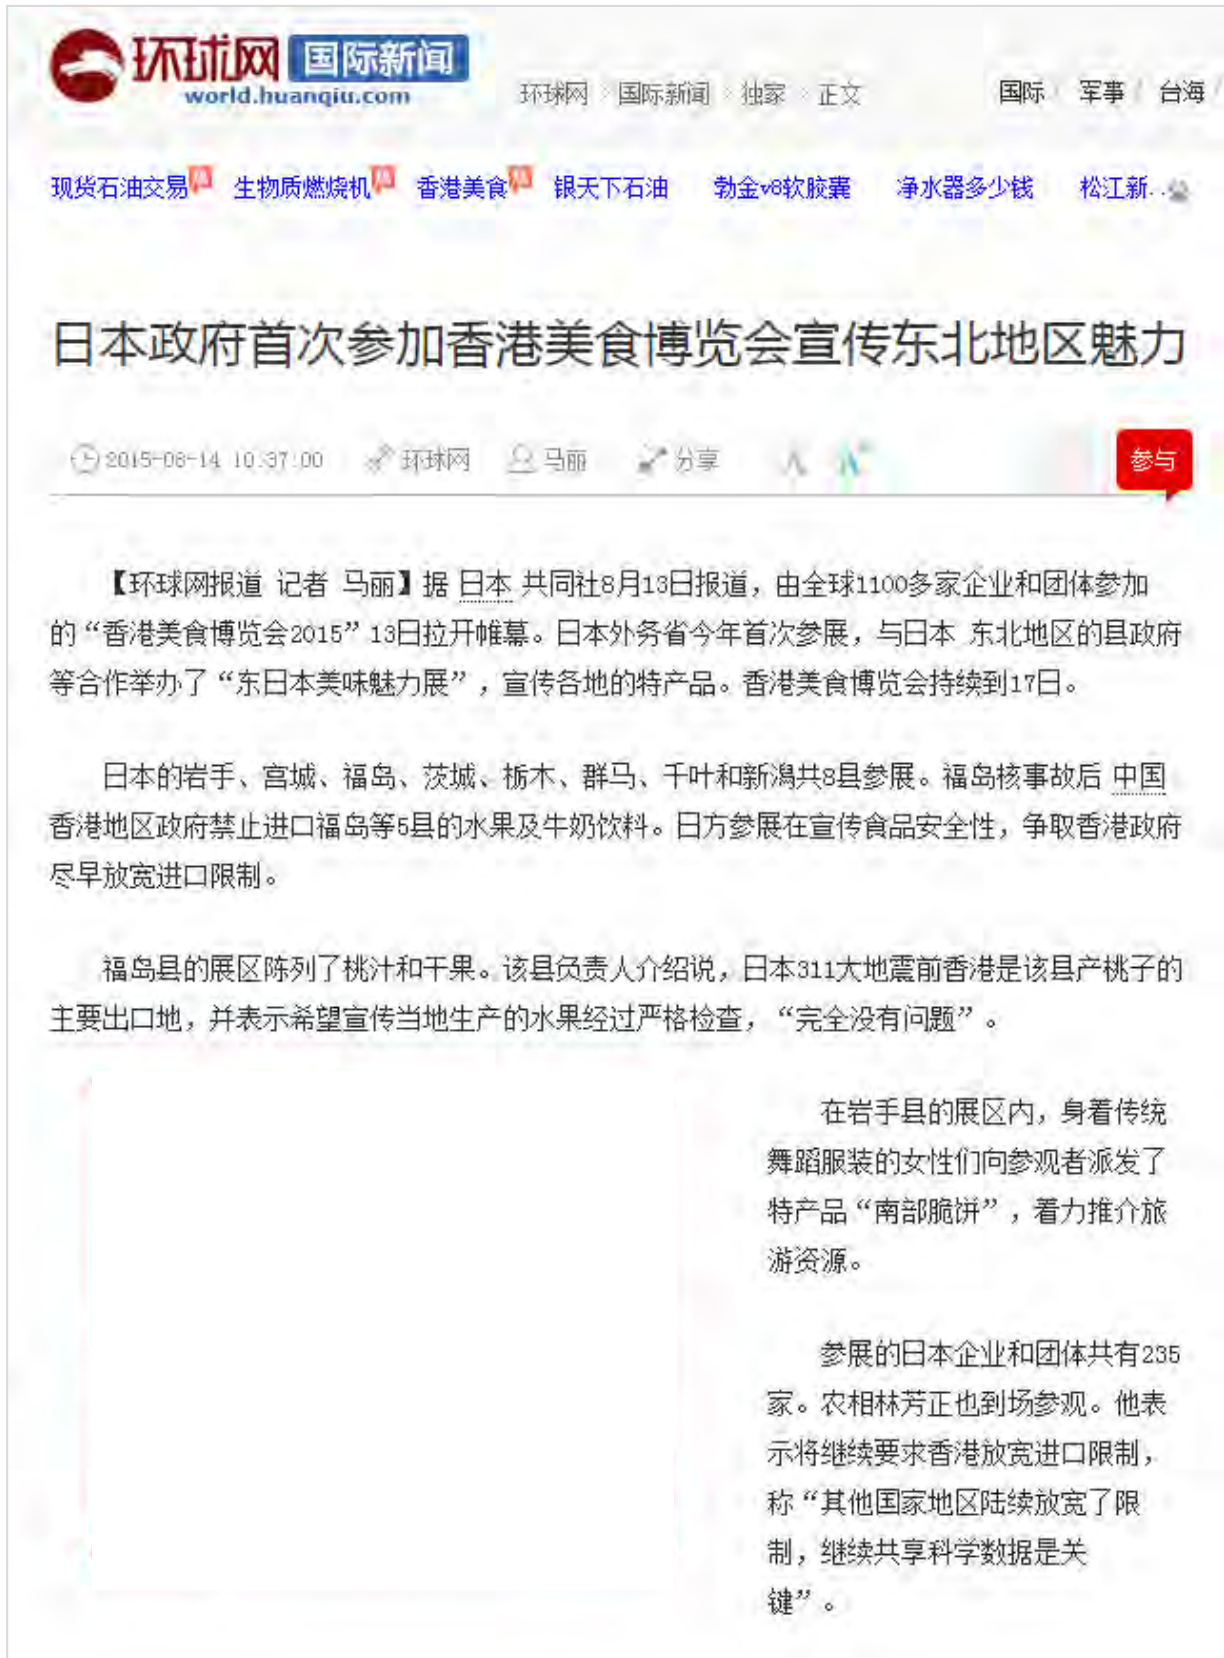 环球网 国际新闻
world.huanqiu.com
环球网 > 国际新闻 > 独家 > 正文
国际 / 军事 / 台海 /
现货石油交易 生物质燃烧机 香港美食 银天下石油 勃金v8软胶囊 净水器多少钱 松江新..
日本政府首次参加香港美食博览会宣传东北地区魅力
2015-08-14 10:37:00 环球网 马丽 分享
参与
【环球网报道 记者 马丽】据 日本 共同社8月13日报道，由全球1100多家企业和团体参加
的“香港美食博览会2015”13日拉开帷幕。日本外务省今年首次参展，与日本 东北地区的县政府
等合作举办了“东日本美味魅力展”，宣传各地的特产品。香港美食博览会持续到17日。
日本的岩手、宫城、福岛、茨城、栃木、群马、千叶和新潟共8县参展。福岛核事故后 中国
香港地区政府禁止进口福岛等5县的水果及牛奶饮料。日方参展在宣传食品安全性，争取香港政府
尽早放宽进口限制。
福岛县的展区陈列了桃汁和干果。该县负责人介绍说，日本311大地震前香港是该县产桃子的
主要出口地，并表示希望宣传当地生产的水果经过严格检查，“完全没有问题”。
在岩手县的展区内，身着传统
舞蹈服装的女性们向参观者派发了
特产品“南部脆饼”，着力推介旅
游资源。
参展的日本企业和团体共有235
家。农相林芳正也到场参观。他表
示将继续要求香港放宽进口限制，
称“其他国家地区陆续放宽了限
制，继续共享科学数据是关
键”。